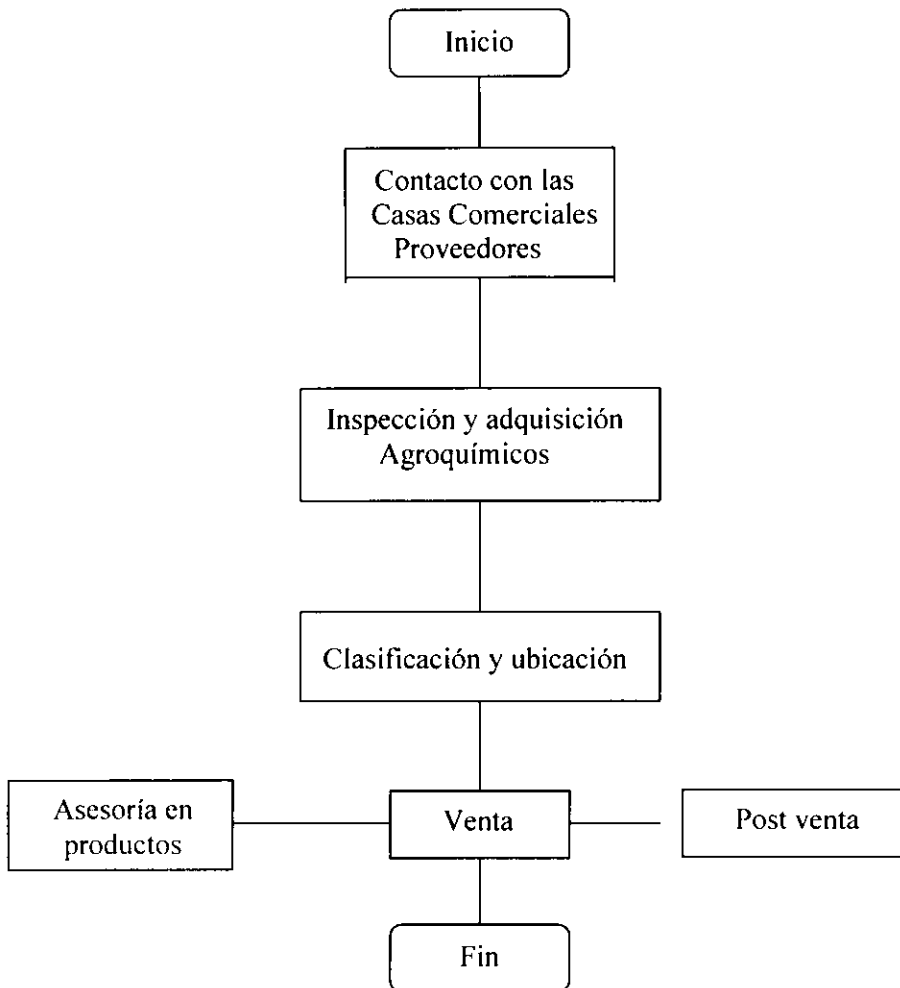 Inicio
Contacto con las
Casas Comerciales
Proveedores
Inspección y adquisición
Agroquímicos
Clasificación y ubicación
Asesoría en
productos
Venta
Post venta
Fin